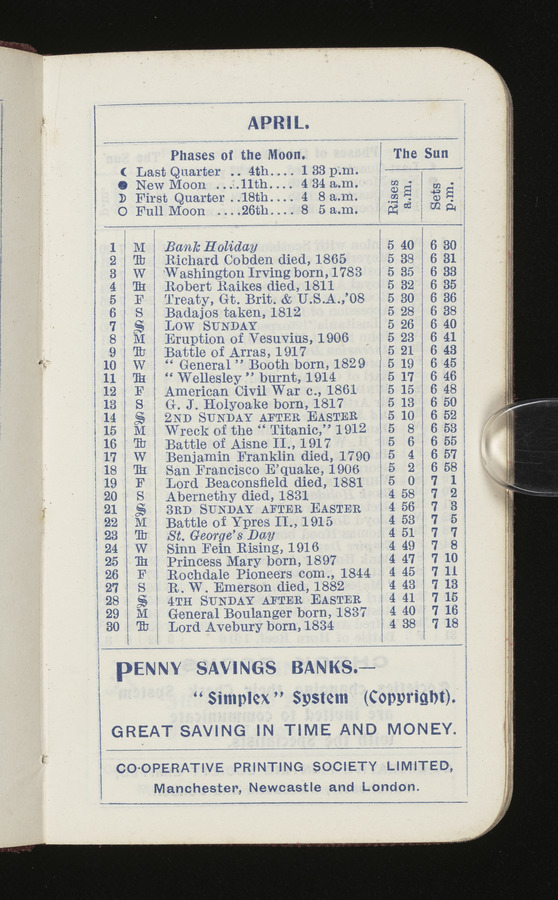 APRIL.
Phases of the Moon. The Sun
☾ Last Quarter .. 4th.... 1 33 p.m.
● New Moon ....11th.... 4 34 a.m.
☽ First Quarter ..18th.... 4 8 a.m.
○ Full Moon ....26th.... 8 5 a.m.
Rises a.m. Sets p.m.
1 M Bank Holiday 5 40 6 30
2 Tu Richard Cobden died, 1865 5 38 6 31
3 W Washington Irving born, 1783 5 35 6 33
4 Th Robert Raikes died, 1811 5 32 6 35
5 F Treaty, Gt. Brit. & U.S.A.,'08 5 30 6 36
6 S Badajos taken, 1812 5 28 6 38
7 S LOW SUNDAY 5 26 6 40
8 M Eruption of Vesuvius, 1906 5 23 6 41
9 Tu Battle of Arras, 1917 5 21 6 43
10 W “ General ” Booth born, 1829 5 19 6 45
11 Th “ Wellesley ” burnt, 1914 5 17 6 46
12 F American Civil War c., 1861 5 15 6 48
13 S G. J. Holyoake born, 1817 5 13 6 50
14 S 2ND SUNDAY AFTER EASTER 5 10 6 52
15 M Wreck of the “ Titanic,” 1912 5 8 6 53
16 Tu Battle of Aisne II., 1917 5 6 6 55
17 W Benjamin Franklin died, 1790 5 4 6 57
18 Th San Francisco E'quake, 1906 5 2 6 58
19 F Lord Beaconsfield died, 1881 5 0 7 1
20 S Abernethy died, 1831 4 58 7 2
21 S 3RD SUNDAY AFTER EASTER 4 56 7 3
22 M Battle of Ypres II., 1915 4 53 7 5
23 Tu St. George's Day 4 51 7 7
24 W Sinn Fein Rising, 1916 4 49 7 8
25 Th Princess Mary born, 1897 4 47 7 10
26 F Rochdale Pioneers com., 1844 4 45 7 11
27 S R. W. Emerson died, 1882 4 43 7 13
28 S 4TH SUNDAY AFTER EASTER 4 41 7 15
29 M General Boulanger born, 1837 4 40 7 16
30 Tu Lord Avebury born, 1834 4 38 7 18
PENNY SAVINGS BANKS.—
“Simplex” System (Copyright).
GREAT SAVING IN TIME AND MONEY.
CO-OPERATIVE PRINTING SOCIETY LIMITED,
Manchester, Newcastle and London.